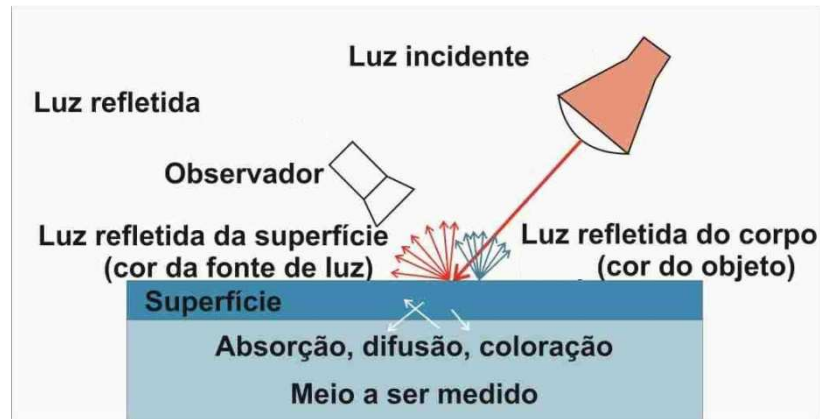 Luz incidente
Luz refletida
Observador
Luz refletida da superfície
(cor da fonte de luz)
Luz refletida do corpo
(cor do objeto)
Superfície
Absorção, difusão, coloração
Meio a ser medido